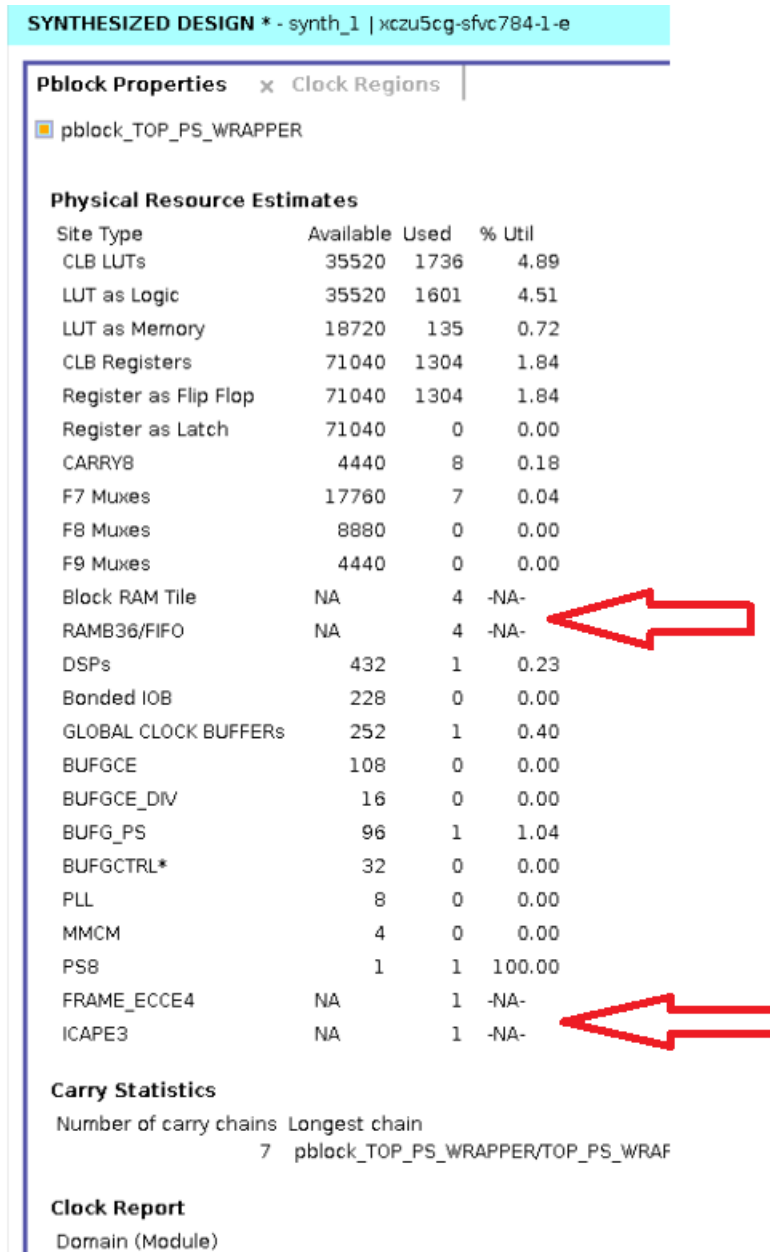 SYNTHESIZED DESIGN * - synth_1 | xczu5cg-sfvc784-1-e
Pblock Properties x Clock Regions
pblock_TOP_PS_WRAPPER
Physical Resource Estimates
Site Type Available Used % Util
CLB LUTs 35520 1736 4.89
LUT as Logic 35520 1601 4.51
LUT as Memory 18720 135 0.72
CLB Registers 71040 1304 1.84
Register as Flip Flop 71040 1304 1.84
Register as Latch 71040 0 0.00
CARRY8 4440 8 0.18
F7 Muxes 17760 7 0.04
F8 Muxes 8880 0 0.00
F9 Muxes 4440 0 0.00
Block RAM Tile NA 4 -NA-
RAMB36/FIFO NA 4 -NA-
DSPs 432 1 0.23
Bonded IOB 228 0 0.00
GLOBAL CLOCK BUFFERs 252 1 0.40
BUFGCE 108 0 0.00
BUFGCE_DIV 16 0 0.00
BUFG_PS 96 1 1.04
BUFGCTRL* 32 0 0.00
PLL 8 0 0.00
MMCM 4 0 0.00
PS8 1 1 100.00
FRAME_ECCE4 NA 1 -NA-
ICAPE3 NA 1 -NA-
Carry Statistics
Number of carry chains Longest chain
7 pblock_TOP_PS_WRAPPER/TOP_PS_WRAP
Clock Report
Domain (Module)